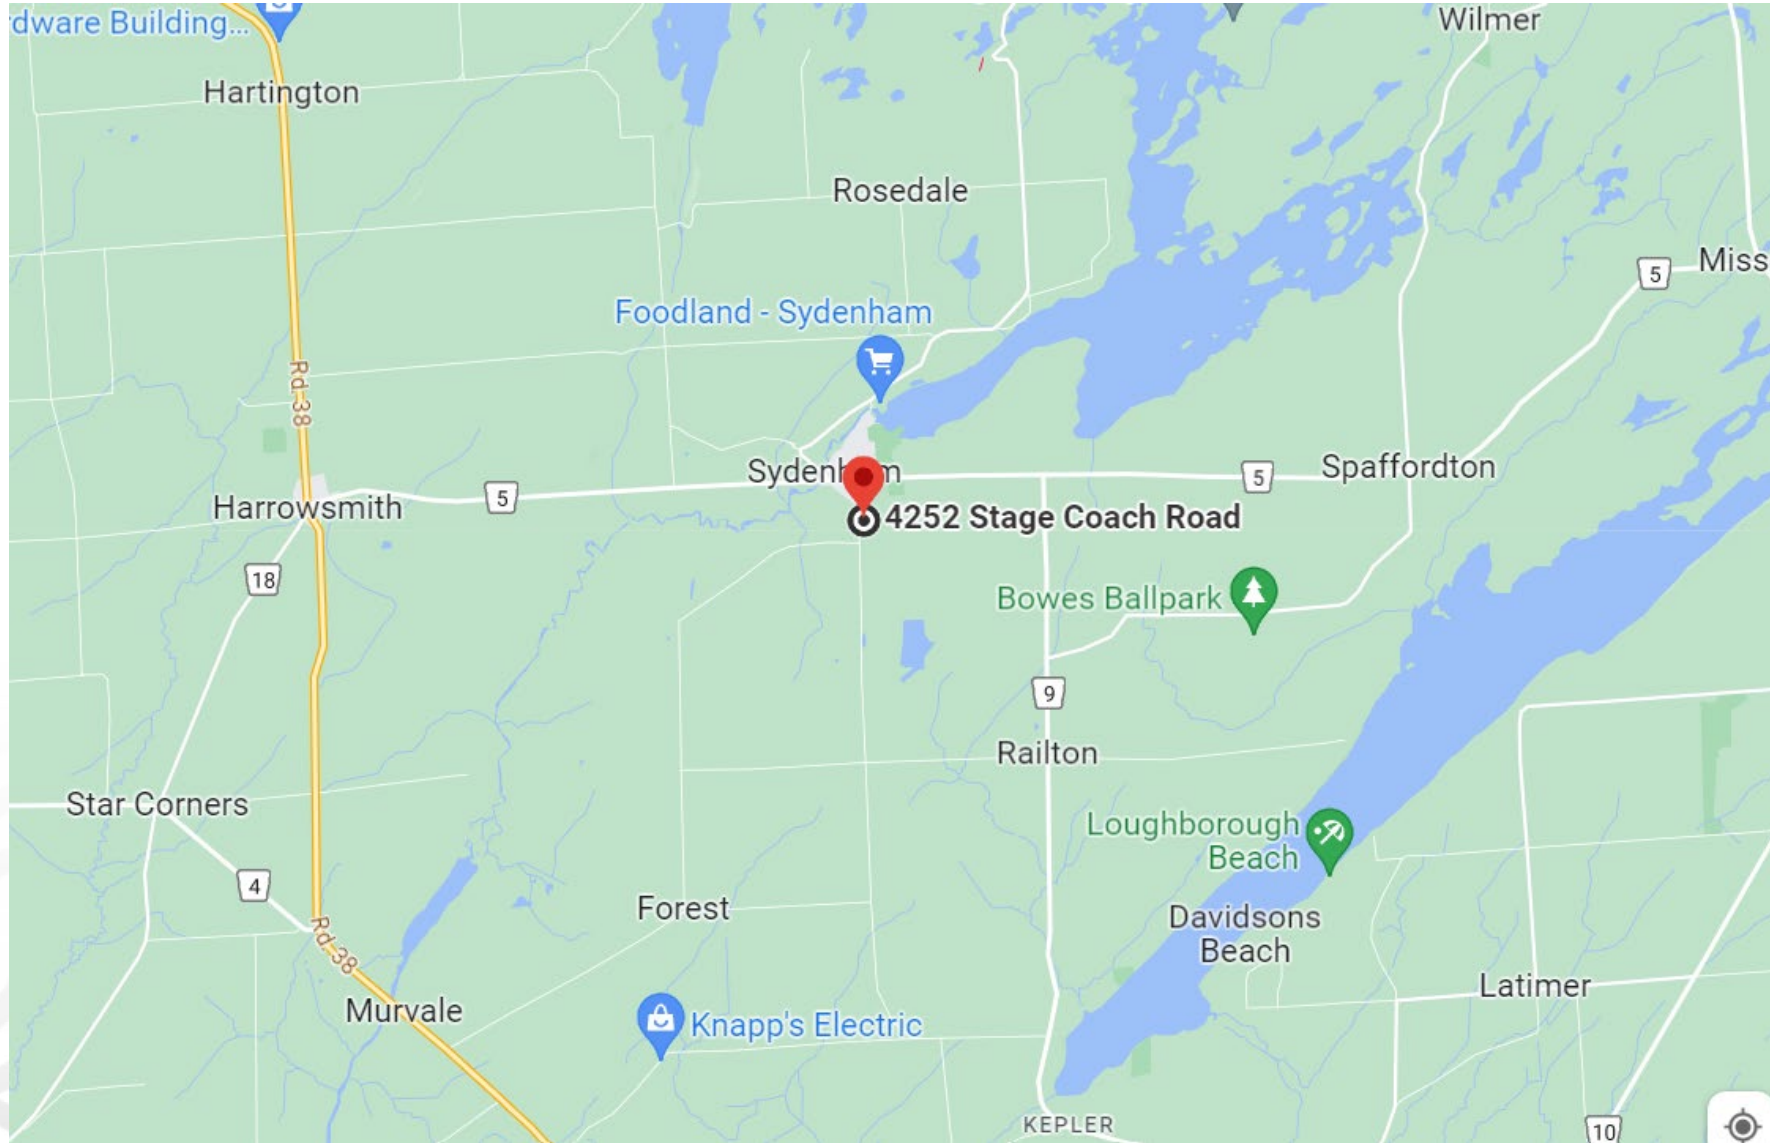 dware Building...
Wilmer
Hartington
Rosedale
5
Miss
Foodland - Sydenham
Rd. 38
Sydenham
5
Spaffordton
Harrowsmith
5
4252 Stage Coach Road
18
Bowes Ballpark
9
Railton
Star Corners
Loughborough
Beach
4
Forest
Davidsons
Beach
Rd. 38
Latimer
Murvale
Knapp's Electric
KEPLER
10